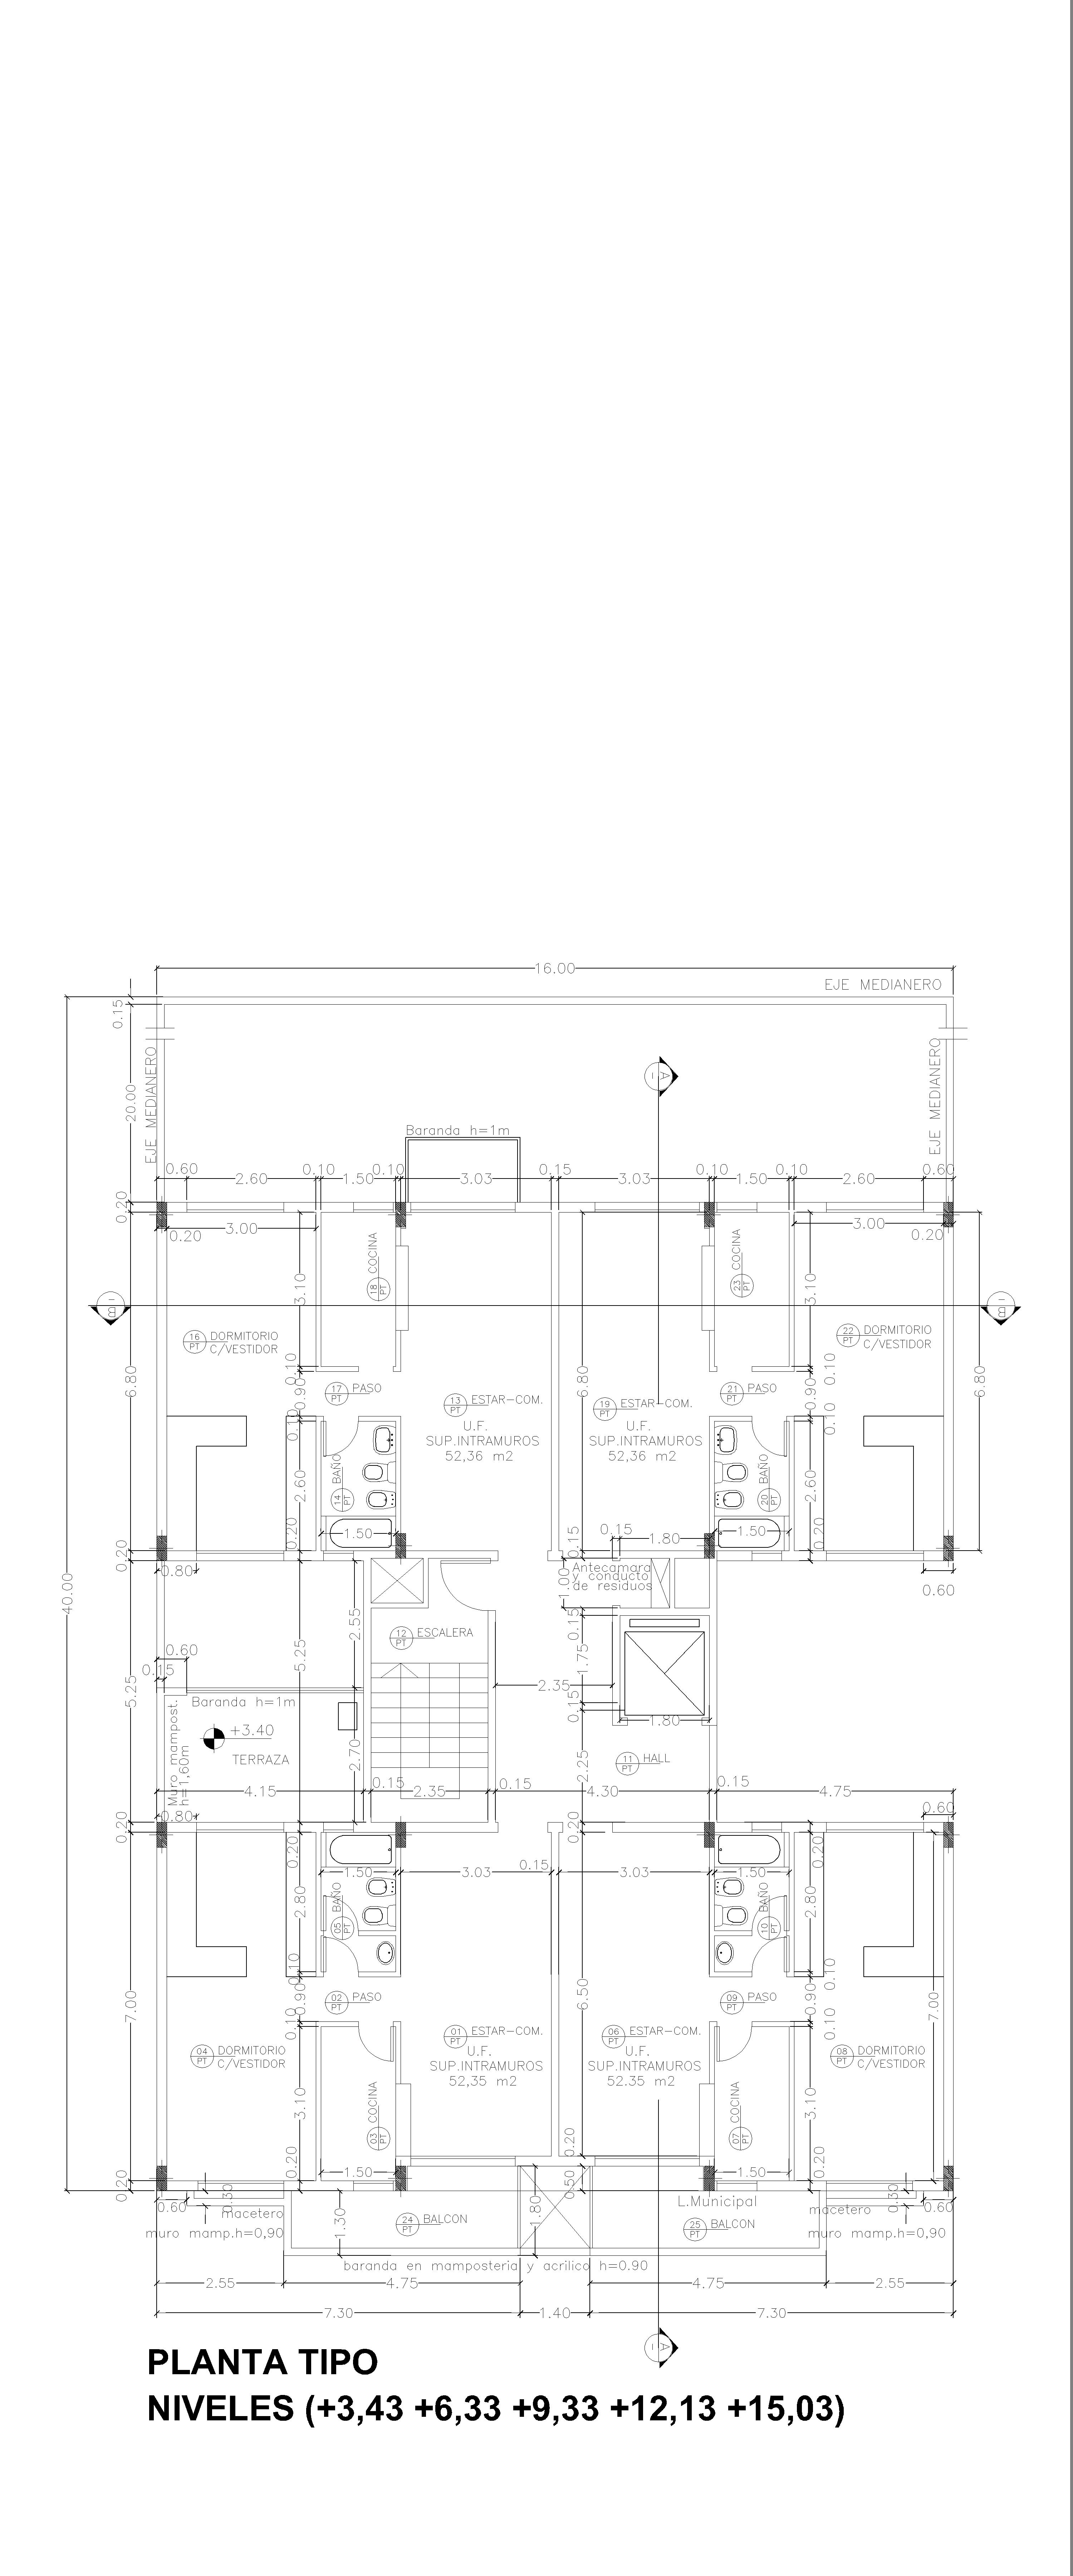 16.00
EJE MEDIANERO
0.15
EJE MEDIANERO
EJE MEDIANERO
A
20.00
Baranda h=1m
0.60
2.60
0.10
1.50
0.10
3.03
0.15
3.03
0.10
1.50
0.10
2.60
0.60
0.20
0.20
3.00
3.00
0.20
3.10
18 PT COCINA
23 PT COCINA
3.10
B
B
16 PT DORMITORIO
C/VESTIDOR
22 PT DORMITORIO
C/VESTIDOR
6.80
0.10
0.90
0.10
17 PT PASO
13 PT ESTAR-COM.
U.F.
SUP.INTRAMUROS
52,36 m2
6.80
19 PT ESTAR-COM.
U.F.
SUP.INTRAMUROS
52,36 m2
21 PT PASO
0.10
0.90
0.10
6.80
2.60
14 PT BAÑO
20 PT BAÑO
2.60
0.20
1.50
0.15
0.15
1.80
1.50
0.20
0.20
0.80
Antecamara
y conducto
de residuos
1.00
0.60
40.00
2.55
12 PT ESCALERA
0.15
5.25
5.25
0.60
0.15
1.75
2.35
Baranda h=1m
0.15
1.80
Muro mampost.
h=1,60m
+3.40
TERRAZA
2.70
2.25
11 PT HALL
4.15
0.15
2.35
0.15
4.30
0.15
4.75
0.80
0.60
0.20
0.20
0.20
0.20
1.50
3.03
0.15
3.03
1.50
2.80
05 PT BAÑO
10 PT BAÑO
2.80
0.10
0.90
0.10
02 PT PASO
09 PT PASO
0.10
0.90
0.10
7.00
6.50
7.00
04 PT DORMITORIO
C/VESTIDOR
01 PT ESTAR-COM.
U.F.
SUP.INTRAMUROS
52,35 m2
06 PT ESTAR-COM.
U.F.
SUP.INTRAMUROS
52.35 m2
08 PT DORMITORIO
C/VESTIDOR
3.10
03 PT COCINA
07 PT COCINA
3.10
0.20
0.20
1.50
0.20
0.50
1.50
0.20
0.60
0.30
macetero
muro mamp.h=0,90
1.30
24 PT BALCON
1.80
L.Municipal
25 PT BALCON
0.30
0.60
macetero
muro mamp.h=0,90
baranda en mamposteria y acrilico h=0.90
2.55
4.75
4.75
2.55
7.30
1.40
7.30
A
PLANTA TIPO
NIVELES (+3,43 +6,33 +9,33 +12,13 +15,03)